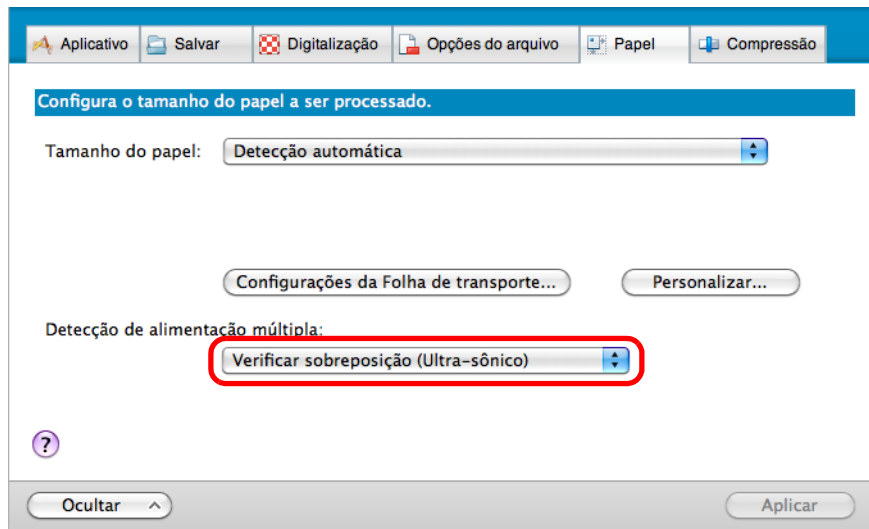 Aplicativo Salvar Digitalização Opções do arquivo Papel Compressão
Configura o tamanho do papel a ser processado.
Tamanho do papel: Detecção automática
Configurações da Folha de transporte... Personalizar...
Detecção de alimentação múltipla:
Verificar sobreposição (Ultra-sônico)
?
Ocultar Aplicar